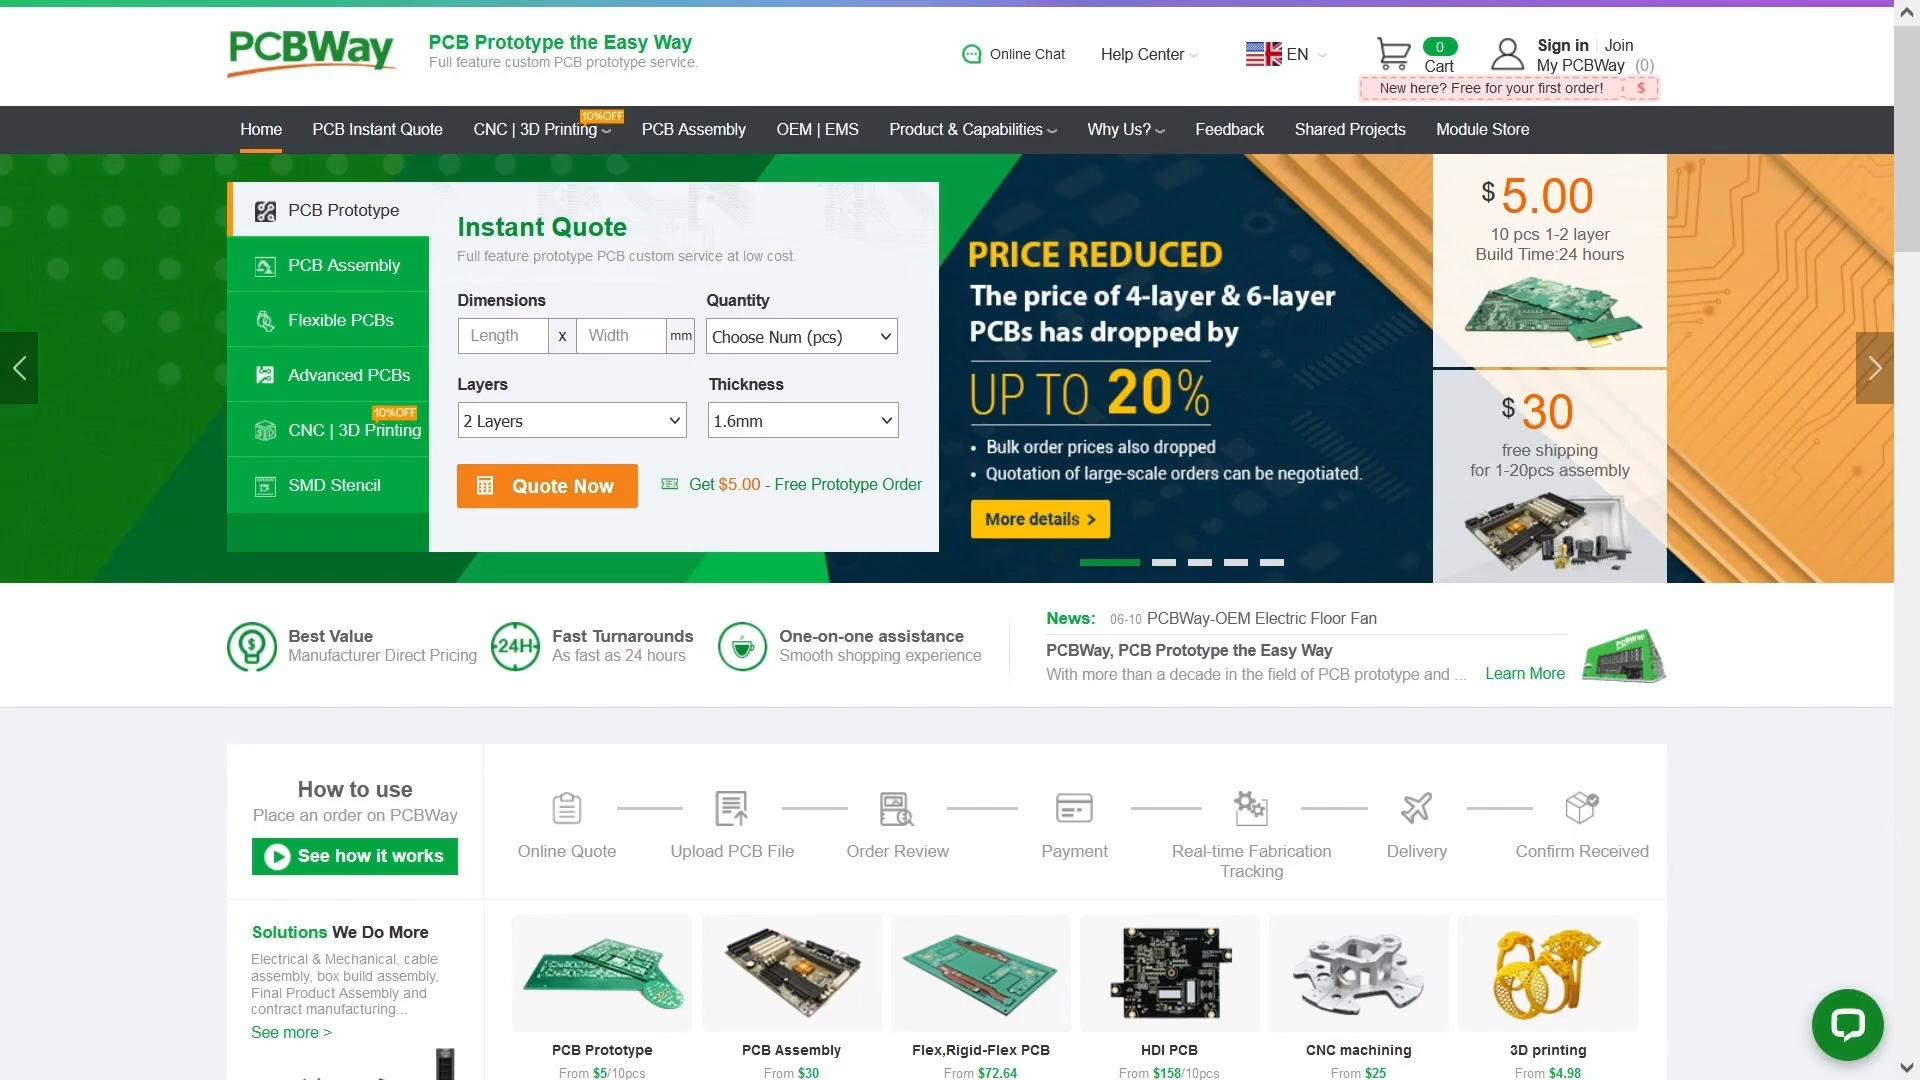 PCBWay
PCB Prototype the Easy Way
Full feature custom PCB prototype service.
Online Chat
Help Center
EN
0
Cart
Sign in
Join
My PCBWay (0)
New here? Free for your first order!
$
Home
PCB Instant Quote
CNC | 3D Printing
10%OFF
PCB Assembly
OEM | EMS
Product & Capabilities
Why Us?
Feedback
Shared Projects
Module Store
PCB Prototype
PCB Assembly
Flexible PCBs
Advanced PCBs
10%OFF
CNC | 3D Printing
SMD Stencil
Instant Quote
Full feature prototype PCB custom service at low cost.
Dimensions
Quantity
Length
x
Width
mm
Choose Num (pcs)
Layers
Thickness
2 Layers
1.6mm
Quote Now
Get $5.00 - Free Prototype Order
PRICE REDUCED
The price of 4-layer & 6-layer
PCBs has dropped by
UP TO 20%
• Bulk order prices also dropped
• Quotation of large-scale orders can be negotiated.
More details >
$ 5.00
10 pcs 1-2 layer
Build Time:24 hours
$ 30
free shipping
for 1-20pcs assembly
Best Value
Manufacturer Direct Pricing
24H
Fast Turnarounds
As fast as 24 hours
One-on-one assistance
Smooth shopping experience
News:
06-10 PCBWay-OEM Electric Floor Fan
PCBWay, PCB Prototype the Easy Way
With more than a decade in the field of PCB prototype and ...
Learn More
PCBWay
How to use
Place an order on PCBWay
See how it works
Online Quote
Upload PCB File
Order Review
Payment
Real-time Fabrication
Tracking
Delivery
Confirm Received
Solutions We Do More
Electrical & Mechanical, cable
assembly, box build assembly,
Final Product Assembly and
contract manufacturing...
See more >
PCB Prototype
From $5/10pcs
PCB Assembly
From $30
Flex,Rigid-Flex PCB
From $72.64
HDI PCB
From $158/10pcs
CNC machining
From $25
3D printing
From $4.98